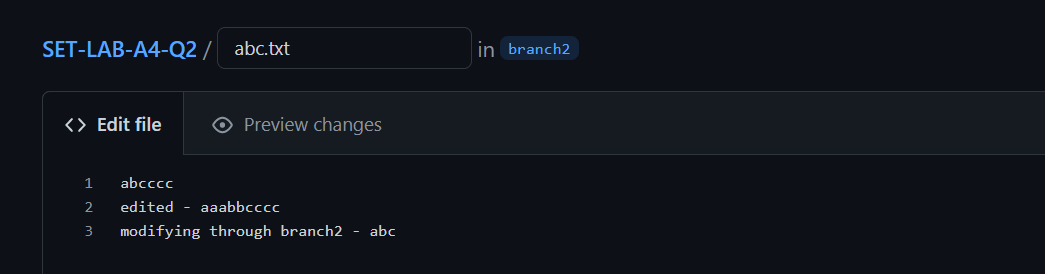 SET-LAB-A4-Q2 / abc.txt in branch2
<> Edit file Preview changes
1 abcccc
2 edited - aaabbcccc
3 modifying through branch2 - abc